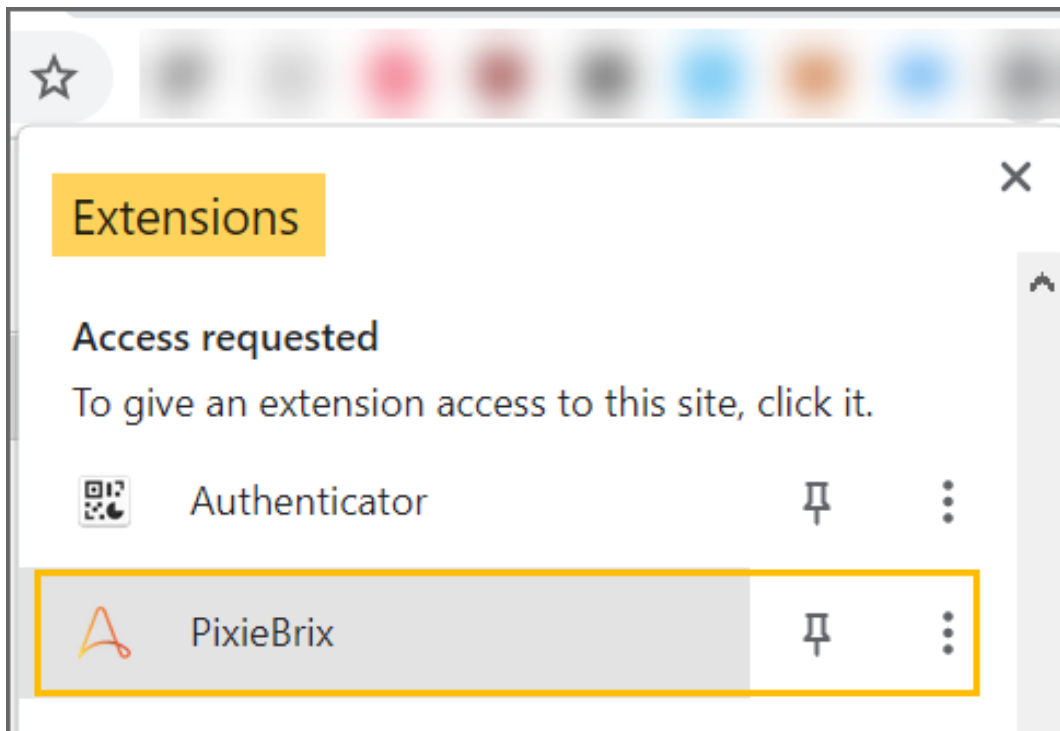 Extensions
Access requested
To give an extension access to this site, click it.
Authenticator
PixieBrix